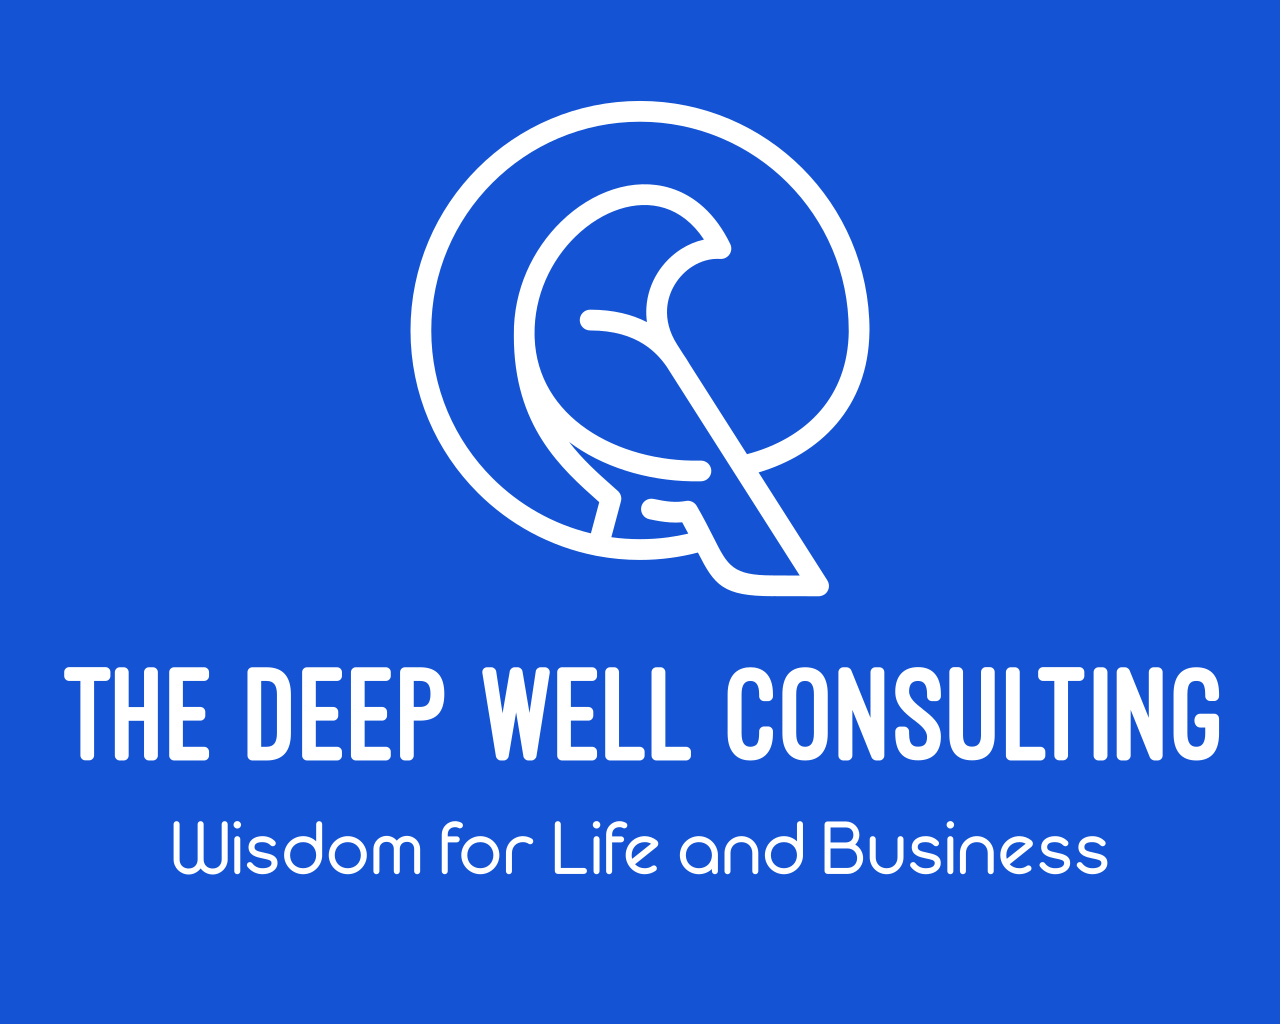 THE DEEP WELL CONSULTING
Wisdom for Life and Business